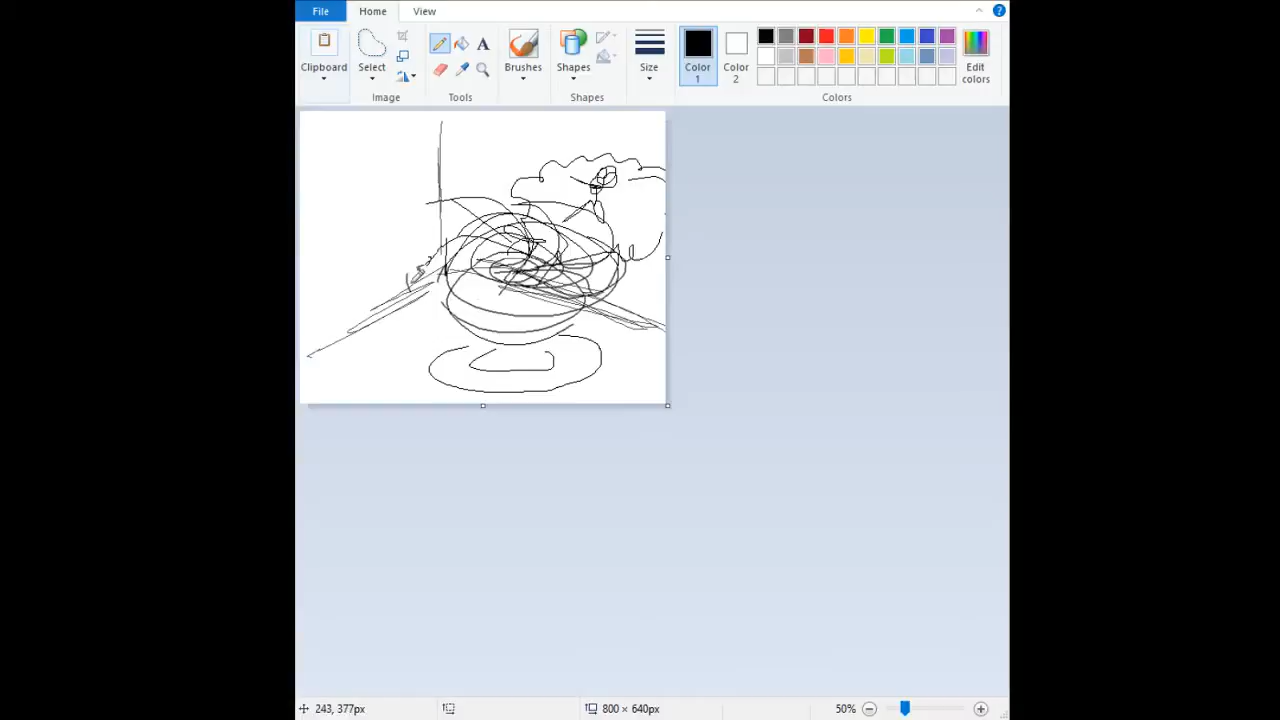 File Home View
Clipboard Select Brushes Shapes Size Color 1 Color 2 Edit colors
A
Image Tools Shapes Colors
243, 377px 800 × 640px 50%